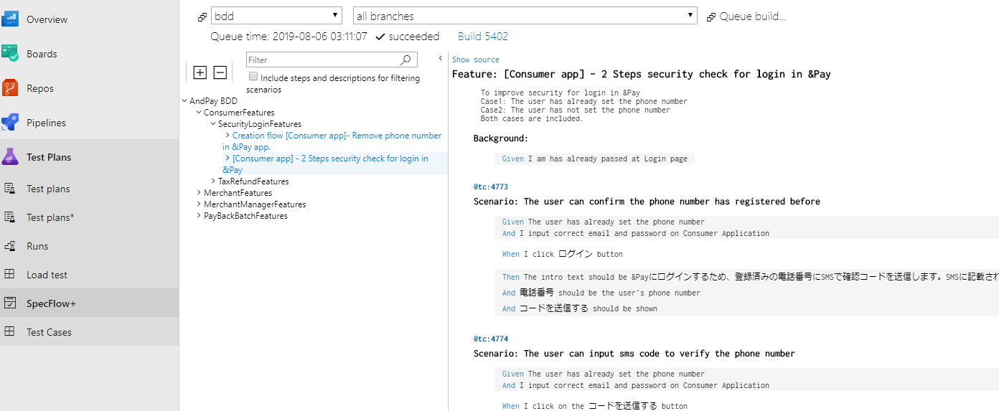 Overview
Boards
Repos
Pipelines
Test Plans
Test plans
Test plans*
Runs
Load test
SpecFlow+
Test Cases
bdd
all branches
Queue build...
Queue time: 2019-08-06 03:11:07 succeeded Build 5402
Filter
Include steps and descriptions for filtering
scenarios
AndPay BDD
ConsumerFeatures
SecurityLoginFeatures
Creation flow [Consumer app]- Remove phone number
in &Pay app.
[Consumer app] - 2 Steps security check for login in
&Pay
TaxRefundFeatures
MerchantFeatures
MerchantManagerFeatures
PayBackBatchFeatures
Show source
Feature: [Consumer app] - 2 Steps security check for login in &Pay
To improve security for login in &Pay
Case1: The user has already set the phone number
Case2: The user has not set the phone number
Both cases are included.
Background:
Given I am has already passed at Login page
@tc:4773
Scenario: The user can confirm the phone number has registered before
Given The user has already set the phone number
And I input correct email and password on Consumer Application
When I click ログイン button
Then The intro text should be &Payにログインするため、登録済みの電話番号にSMSで確認コードを送信します。SMSに記載され
And 電話番号 should be the user's phone number
And コードを送信する should be shown
@tc:4774
Scenario: The user can input sms code to verify the phone number
Given The user has already set the phone number
And I input correct email and password on Consumer Application
When I click on the コードを送信する button